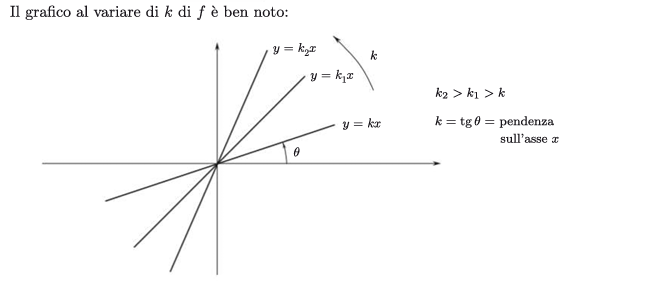 Il grafico al variare di k di f è ben noto:
y = k₂x
k
y = k₁x
k₂ > k₁ > k
y = kx
k = tg θ = pendenza
sull'asse x
θ